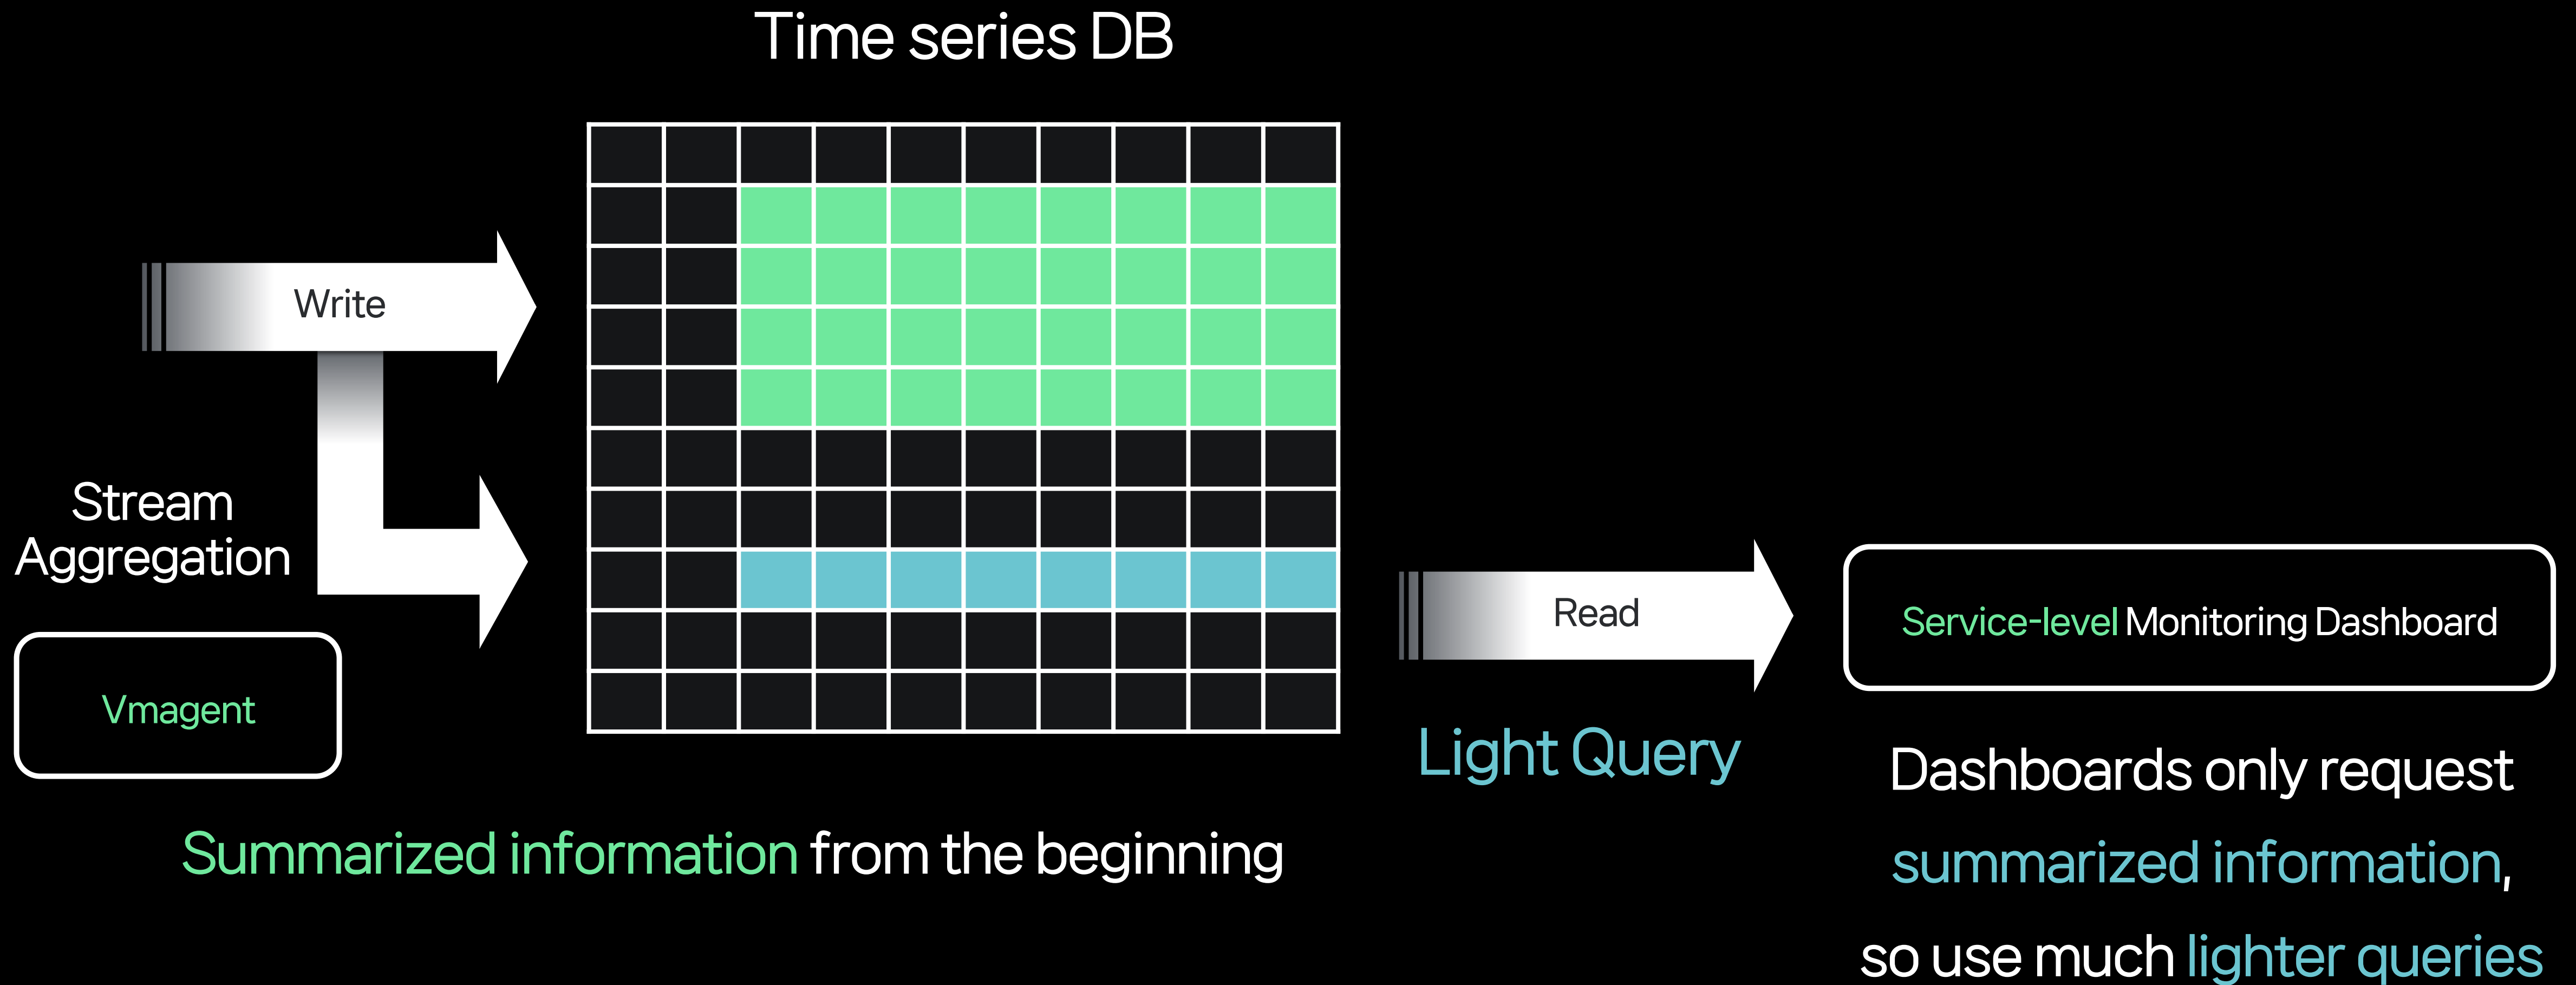 Time series DB
Write
Stream
Aggregation
Vmagent
Summarized information from the beginning
Read
Light Query
Service-level Monitoring Dashboard
Dashboards only request
summarized information,
so use much lighter queries